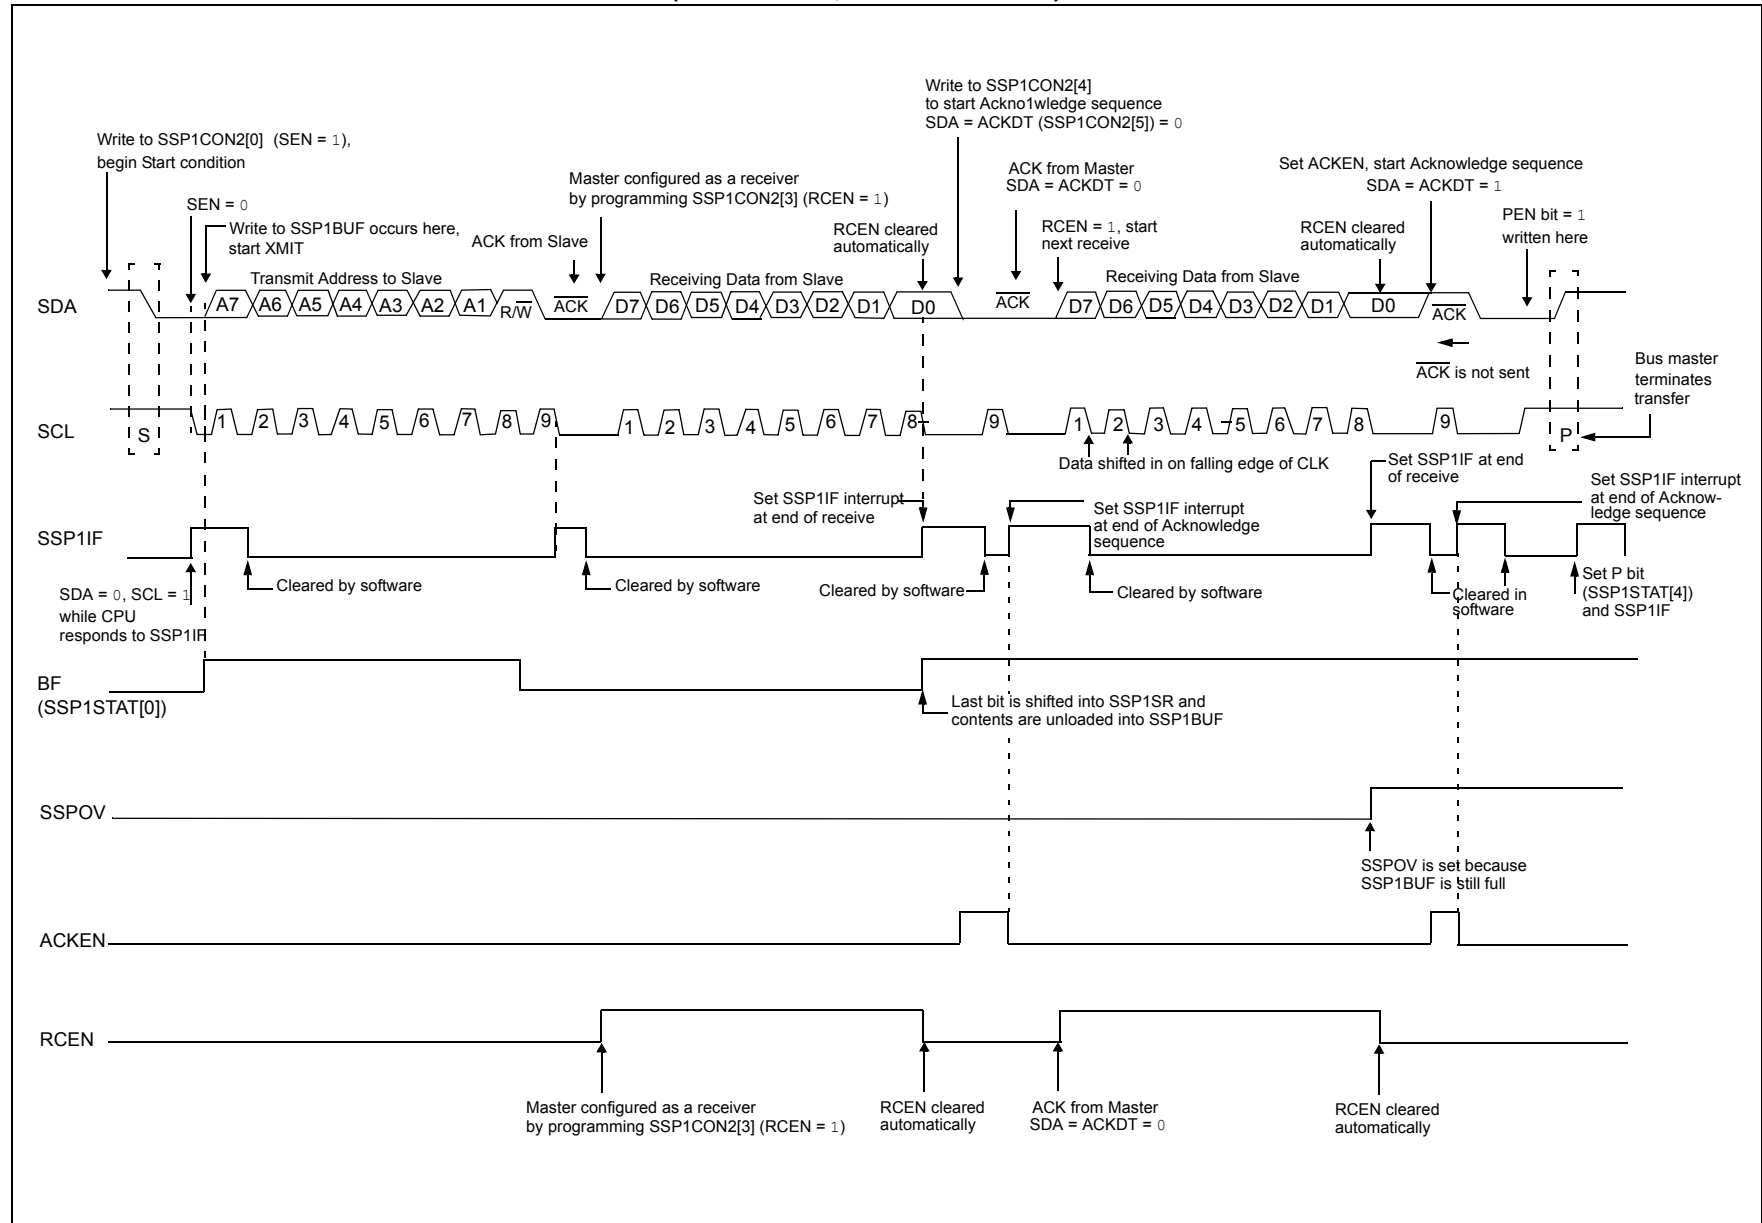 Write to SSP1CON2[4]
to start Ackno1wledge sequence
SDA = ACKDT (SSP1CON2[5]) = 0
Write to SSP1CON2[0] (SEN = 1),
begin Start condition
ACK from Master
SDA = ACKDT = 0
Set ACKEN, start Acknowledge sequence
SDA = ACKDT = 1
Master configured as a receiver
by programming SSP1CON2[3] (RCEN = 1)
SEN = 0
Write to SSP1BUF occurs here,
start XMIT
ACK from Slave
RCEN cleared
automatically
RCEN = 1, start
next receive
RCEN cleared
automatically
PEN bit = 1
written here
Transmit Address to Slave
Receiving Data from Slave
Receiving Data from Slave
SDA
A7 A6 A5 A4 A3 A2 A1 R/W ACK D7 D6 D5 D4 D3 D2 D1 D0 ACK D7 D6 D5 D4 D3 D2 D1 D0 ACK
ACK is not sent
Bus master
terminates
transfer
SCL
S 1 2 3 4 5 6 7 8 9 1 2 3 4 5 6 7 8 9 1 2 3 4 5 6 7 8 9 P
Data shifted in on falling edge of CLK
Set SSP1IF at end
of receive
Set SSP1IF interrupt
at end of receive
Set SSP1IF interrupt
at end of Acknowledge
sequence
Set SSP1IF interrupt
at end of Acknow-
ledge sequence
SSP1IF
SDA = 0, SCL = 1
while CPU
responds to SSP1IF
Cleared by software
Cleared by software
Cleared by software
Cleared by software
Cleared in
software
Set P bit
(SSP1STAT[4])
and SSP1IF
BF
(SSP1STAT[0])
Last bit is shifted into SSP1SR and
contents are unloaded into SSP1BUF
SSPOV
SSPOV is set because
SSP1BUF is still full
ACKEN
RCEN
Master configured as a receiver
by programming SSP1CON2[3] (RCEN = 1)
RCEN cleared
automatically
ACK from Master
SDA = ACKDT = 0
RCEN cleared
automatically